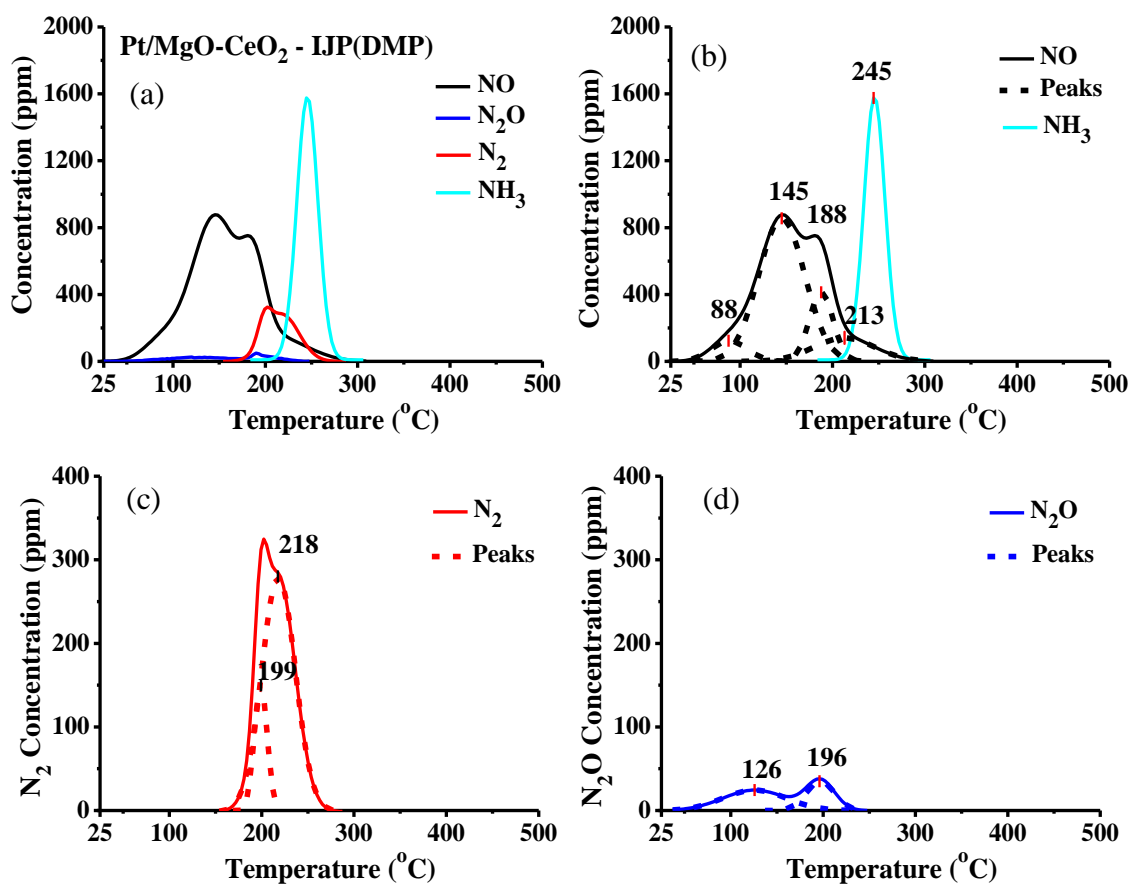 Pt/MgO-CeO₂ - IJP(DMP)
(a)
NO
N₂O
N₂
NH₃
2000
1600
1200
800
400
0
25 100 200 300 400 500
Concentration (ppm)
Temperature (°C)
(b)
NO
Peaks
NH₃
245
145
188
88
213
2000
1600
1200
800
400
0
25 100 200 300 400 500
Concentration (ppm)
Temperature (°C)
(c)
N₂
Peaks
218
199
400
300
200
100
0
25 100 200 300 400 500
N₂ Concentration (ppm)
Temperature (°C)
(d)
N₂O
Peaks
126
196
400
300
200
100
0
25 100 200 300 400 500
N₂O Concentration (ppm)
Temperature (°C)